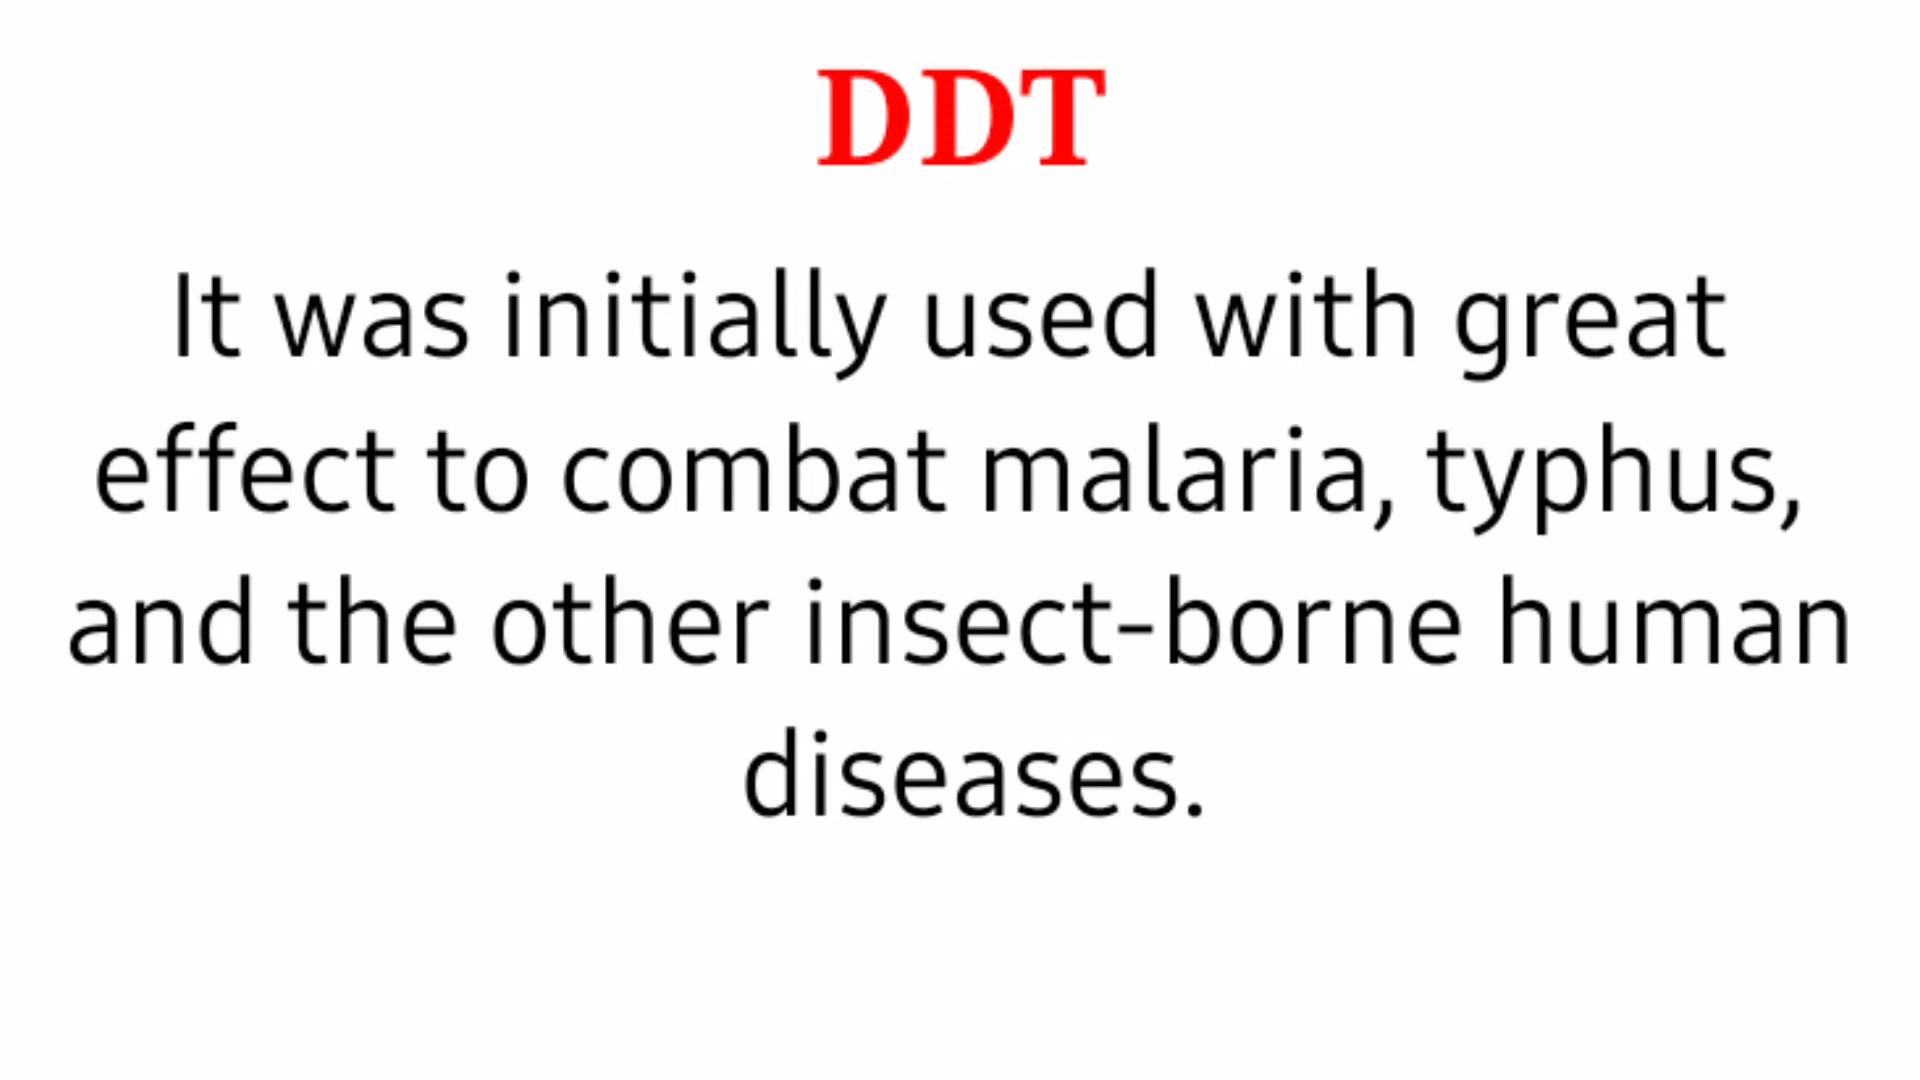 DDT
It was initially used with great
effect to combat malaria, typhus,
and the other insect-borne human
diseases.